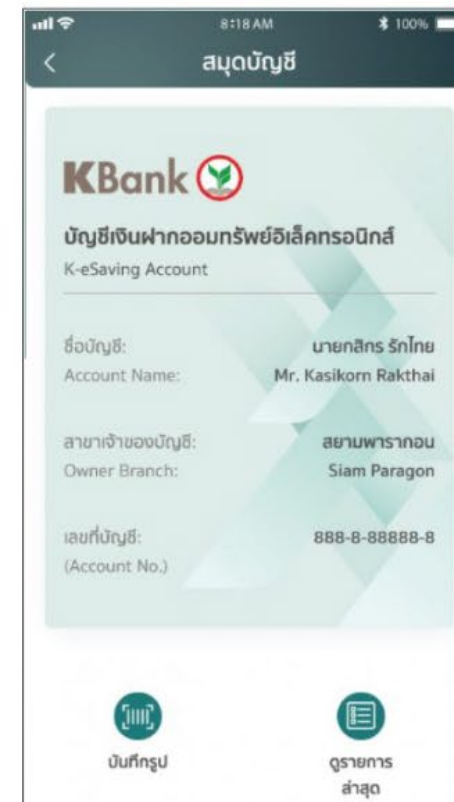 8:18 AM
100%
สมุดบัญชี
KBank
บัญชีเงินฝากออมทรัพย์อิเล็คทรอนิกส์
K-eSaving Account
ชื่อบัญชี: นายกสิกร รักไทย
Account Name: Mr. Kasikorn Rakthai
สาขาเจ้าของบัญชี: สยามพารากอน
Owner Branch: Siam Paragon
เลขที่บัญชี: 888-8-88888-8
(Account No.)
บันทึกรูป
ดูรายการ
ล่าสุด